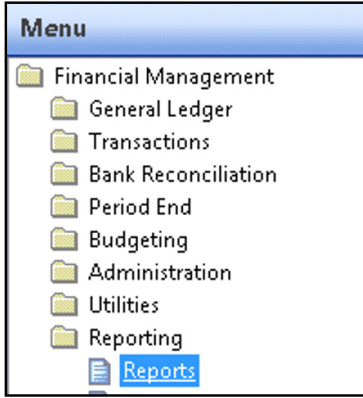 Menu
Financial Management
General Ledger
Transactions
Bank Reconciliation
Period End
Budgeting
Administration
Utilities
Reporting
Reports